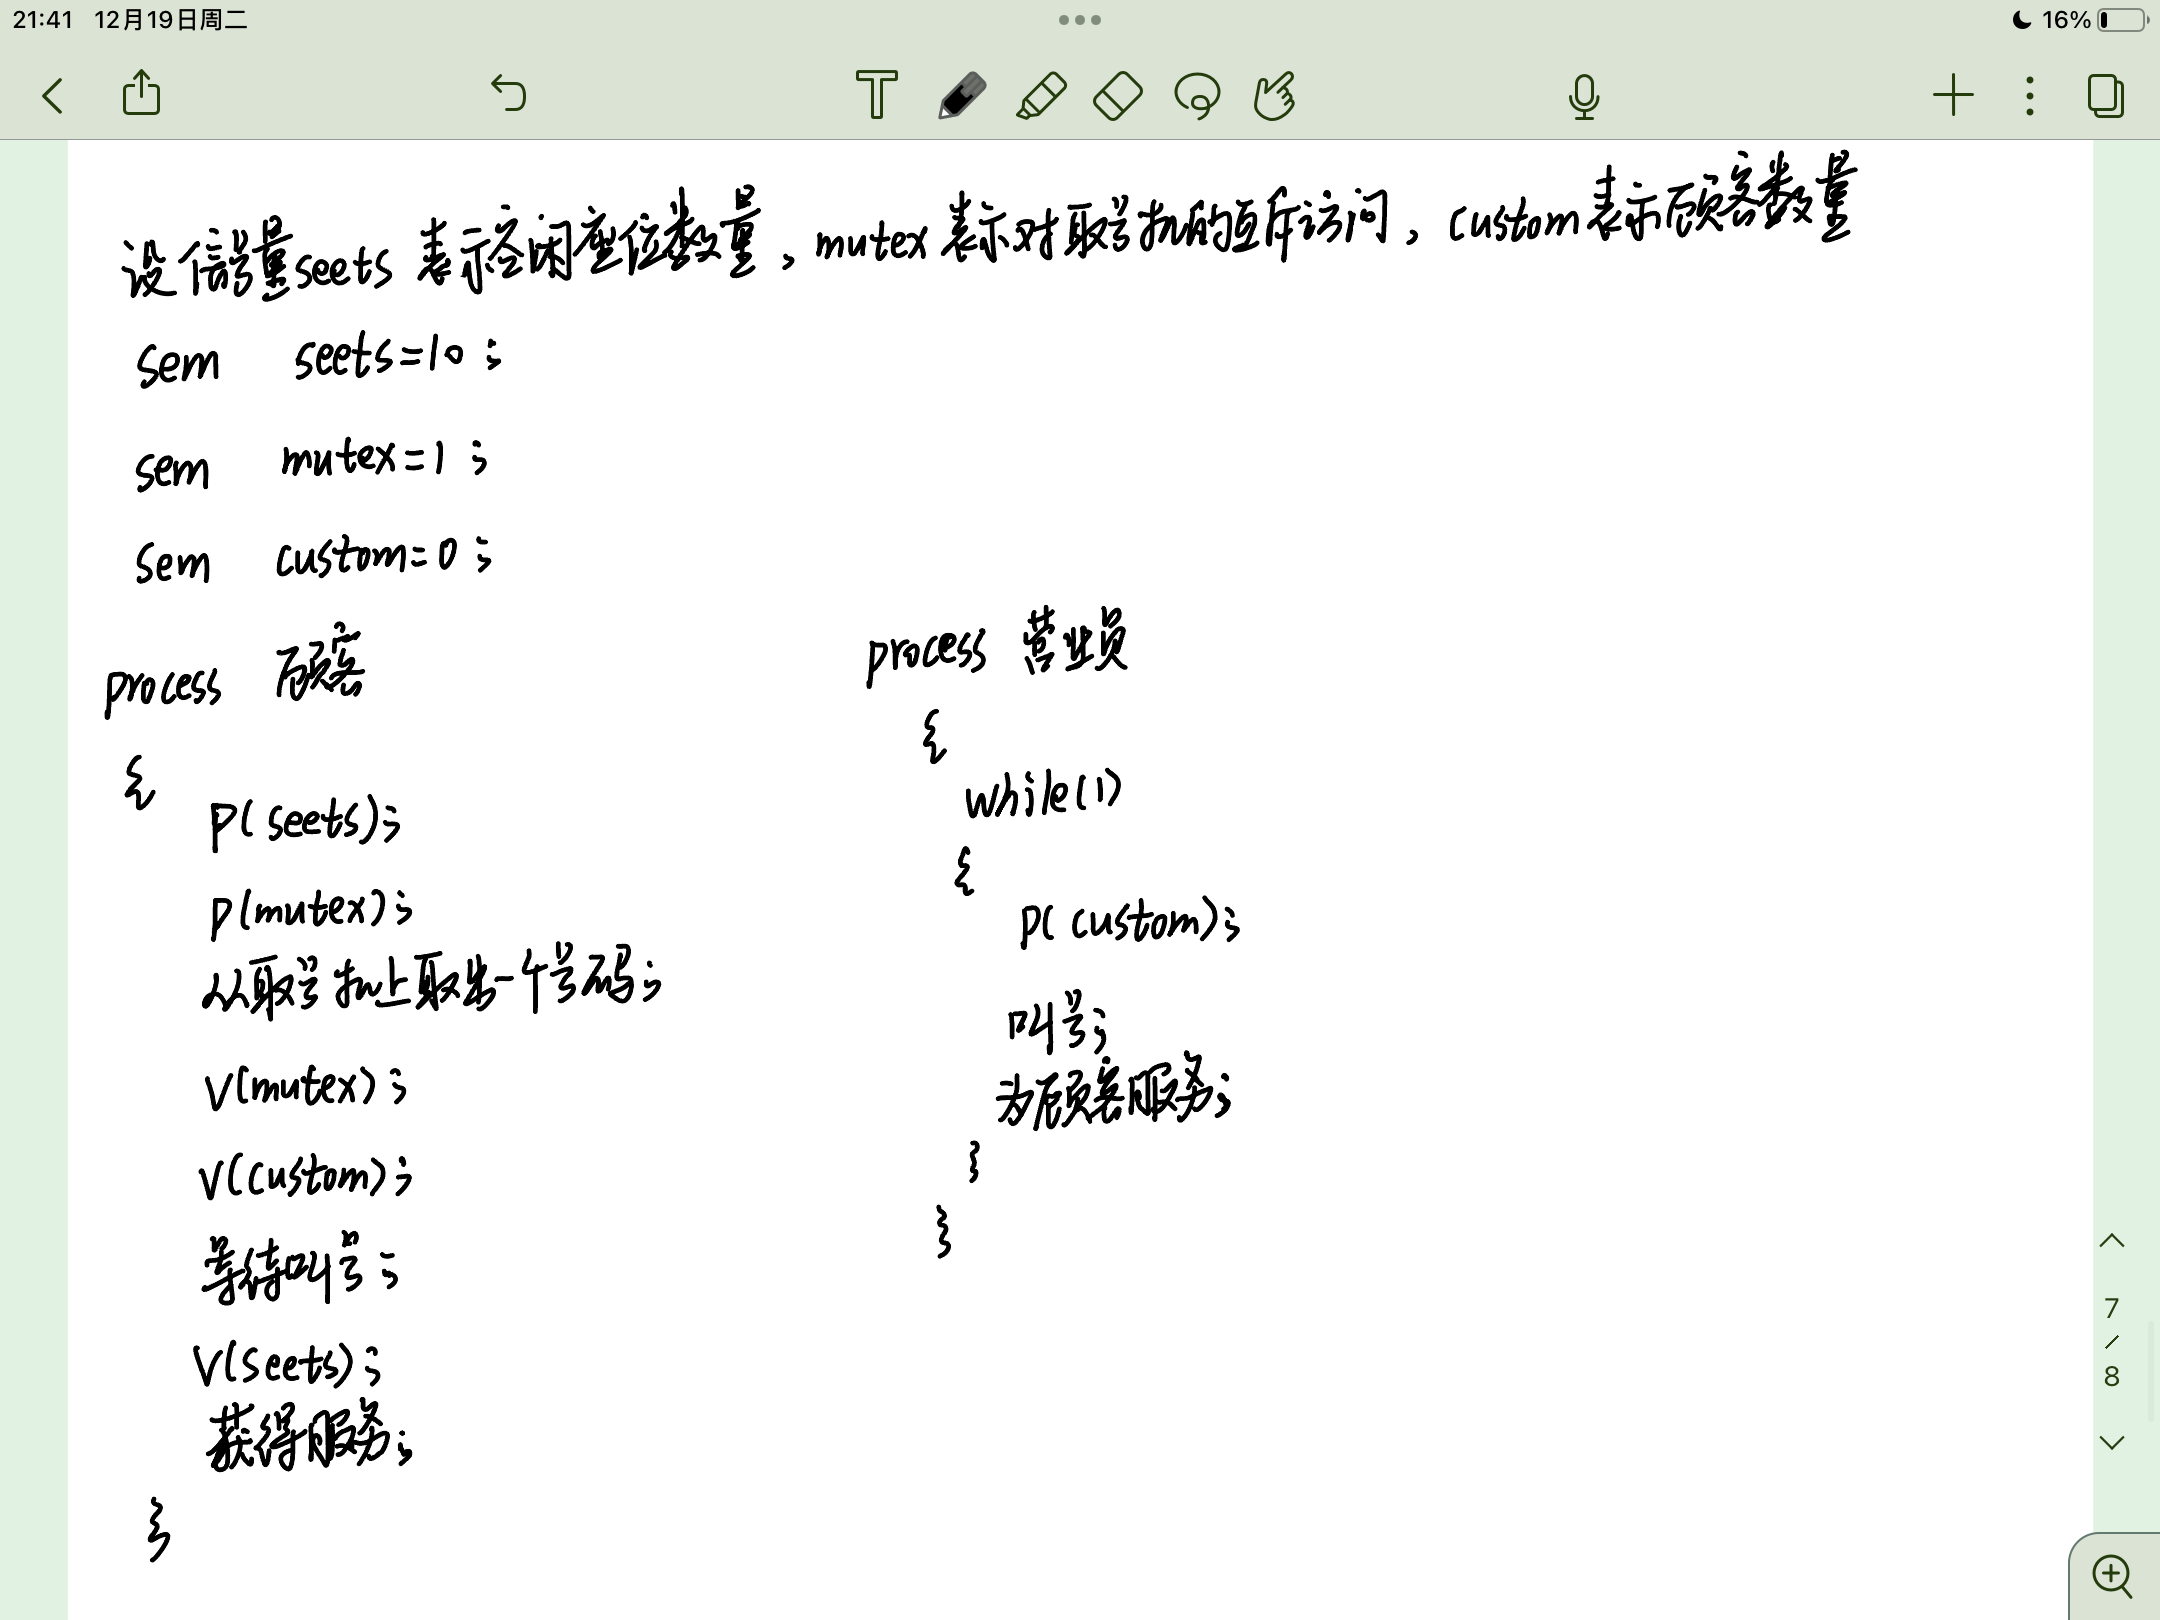 21:41 12月19日周二
16%
设信号量seets 表示空闲座位数量，mutex 表示对取号机的互斥访问，custom表示顾客数量
sem seets=10;
sem mutex=1;
sem custom=0;
process 顾客
{
P(seets);
P(mutex);
从取号机上取出一个号码;
V(mutex);
V(custom);
等待叫号;
V(seets);
获得服务;
}
process 营业员
{
while(1)
{
P(custom);
叫号;
为顾客服务;
}
}
7
/
8